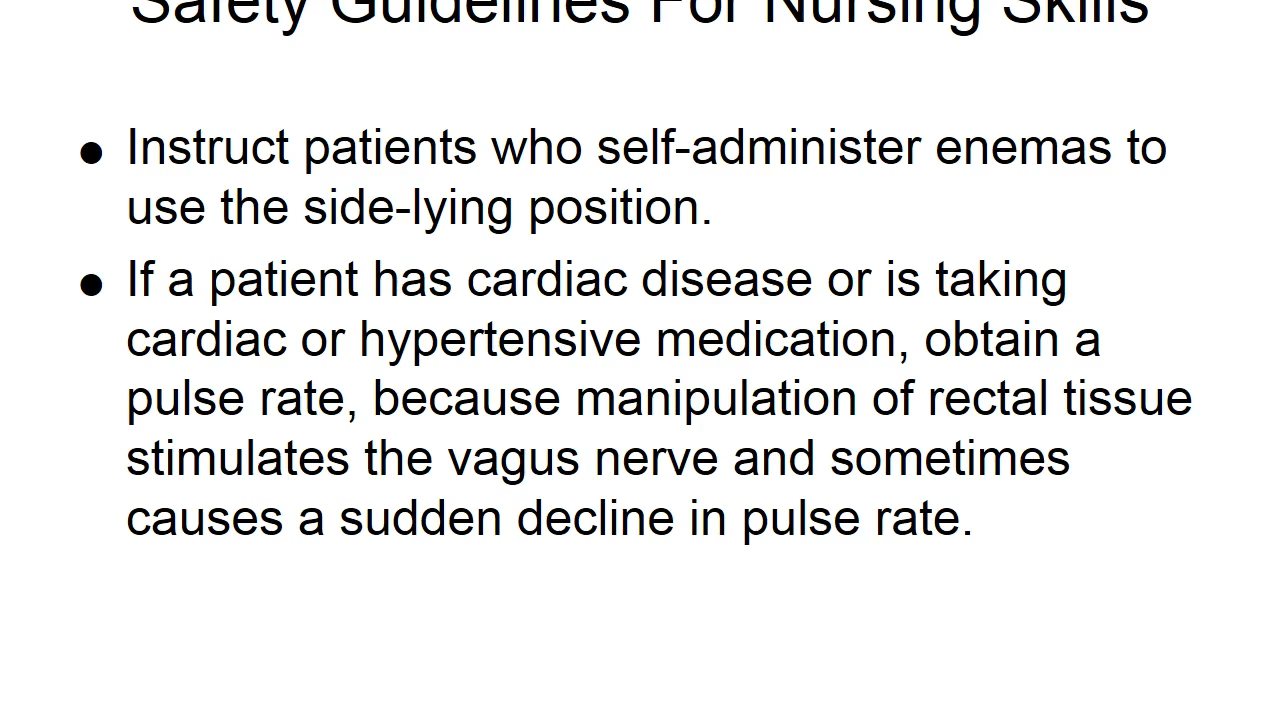 Safety Guidelines For Nursing Skills
● Instruct patients who self-administer enemas to
use the side-lying position.
● If a patient has cardiac disease or is taking
cardiac or hypertensive medication, obtain a
pulse rate, because manipulation of rectal tissue
stimulates the vagus nerve and sometimes
causes a sudden decline in pulse rate.